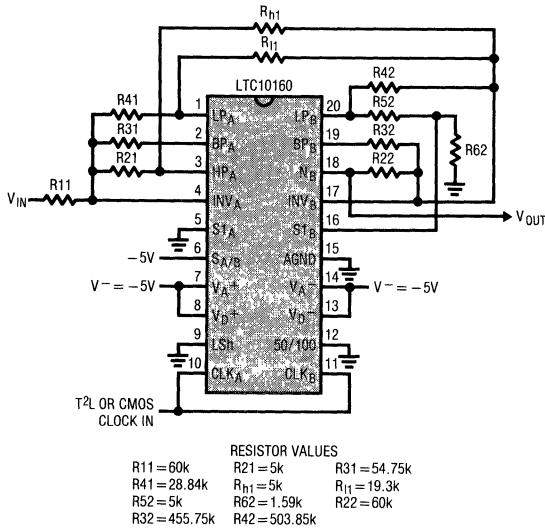 Rh1
Rl1
LTC10160
R41
R31
R21
R11
VIN
R42
R52
R32
R22
R62
1 LPA LPB 20
2 BPA BPB 19
3 HPA NB 18
4 INVA INVB 17
VOUT
5 S1A S1B 16
-5V 6 SA/B AGND 15
V− = −5V 7 VA+ VA− 14 V− = −5V
8 VD+ VD− 13
9 LSh 50/100 12
10 CLKA CLKB 11
T²L OR CMOS
CLOCK IN
RESISTOR VALUES
R11=60k R21=5k R31=54.75k
R41=28.84k Rh1=5k Rl1=19.3k
R52=5k R62=1.59k R22=60k
R32=455.75k R42=503.85k